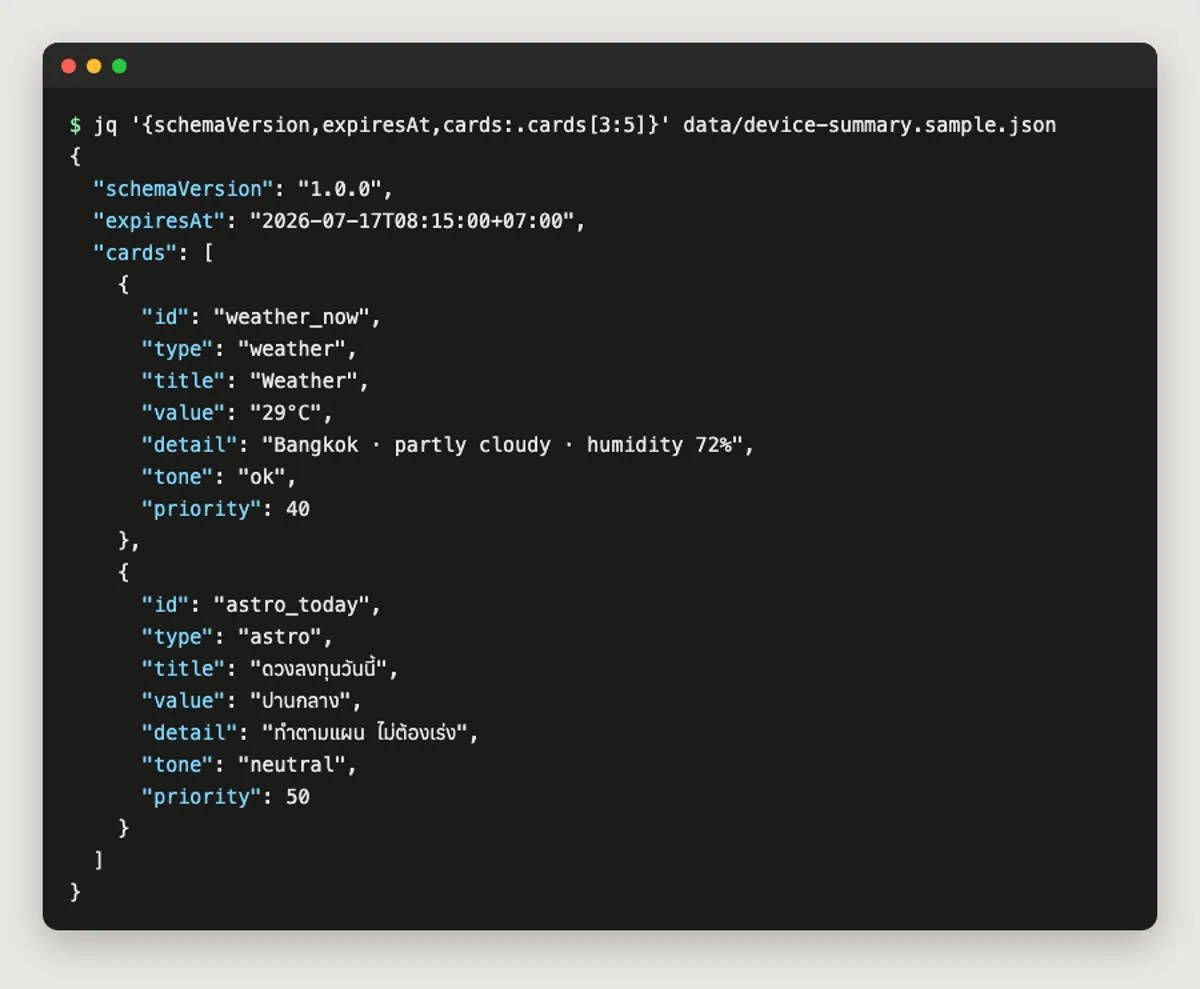 $ jq '{schemaVersion,expiresAt,cards:.cards[3:5]}' data/device-summary.sample.json
{
  "schemaVersion": "1.0.0",
  "expiresAt": "2026-07-17T08:15:00+07:00",
  "cards": [
    {
      "id": "weather_now",
      "type": "weather",
      "title": "Weather",
      "value": "29°C",
      "detail": "Bangkok · partly cloudy · humidity 72%",
      "tone": "ok",
      "priority": 40
    },
    {
      "id": "astro_today",
      "type": "astro",
      "title": "ดวงลงทุนวันนี้",
      "value": "ปานกลาง",
      "detail": "ทำตามแผน ไม่ต้องเร่ง",
      "tone": "neutral",
      "priority": 50
    }
  ]
}